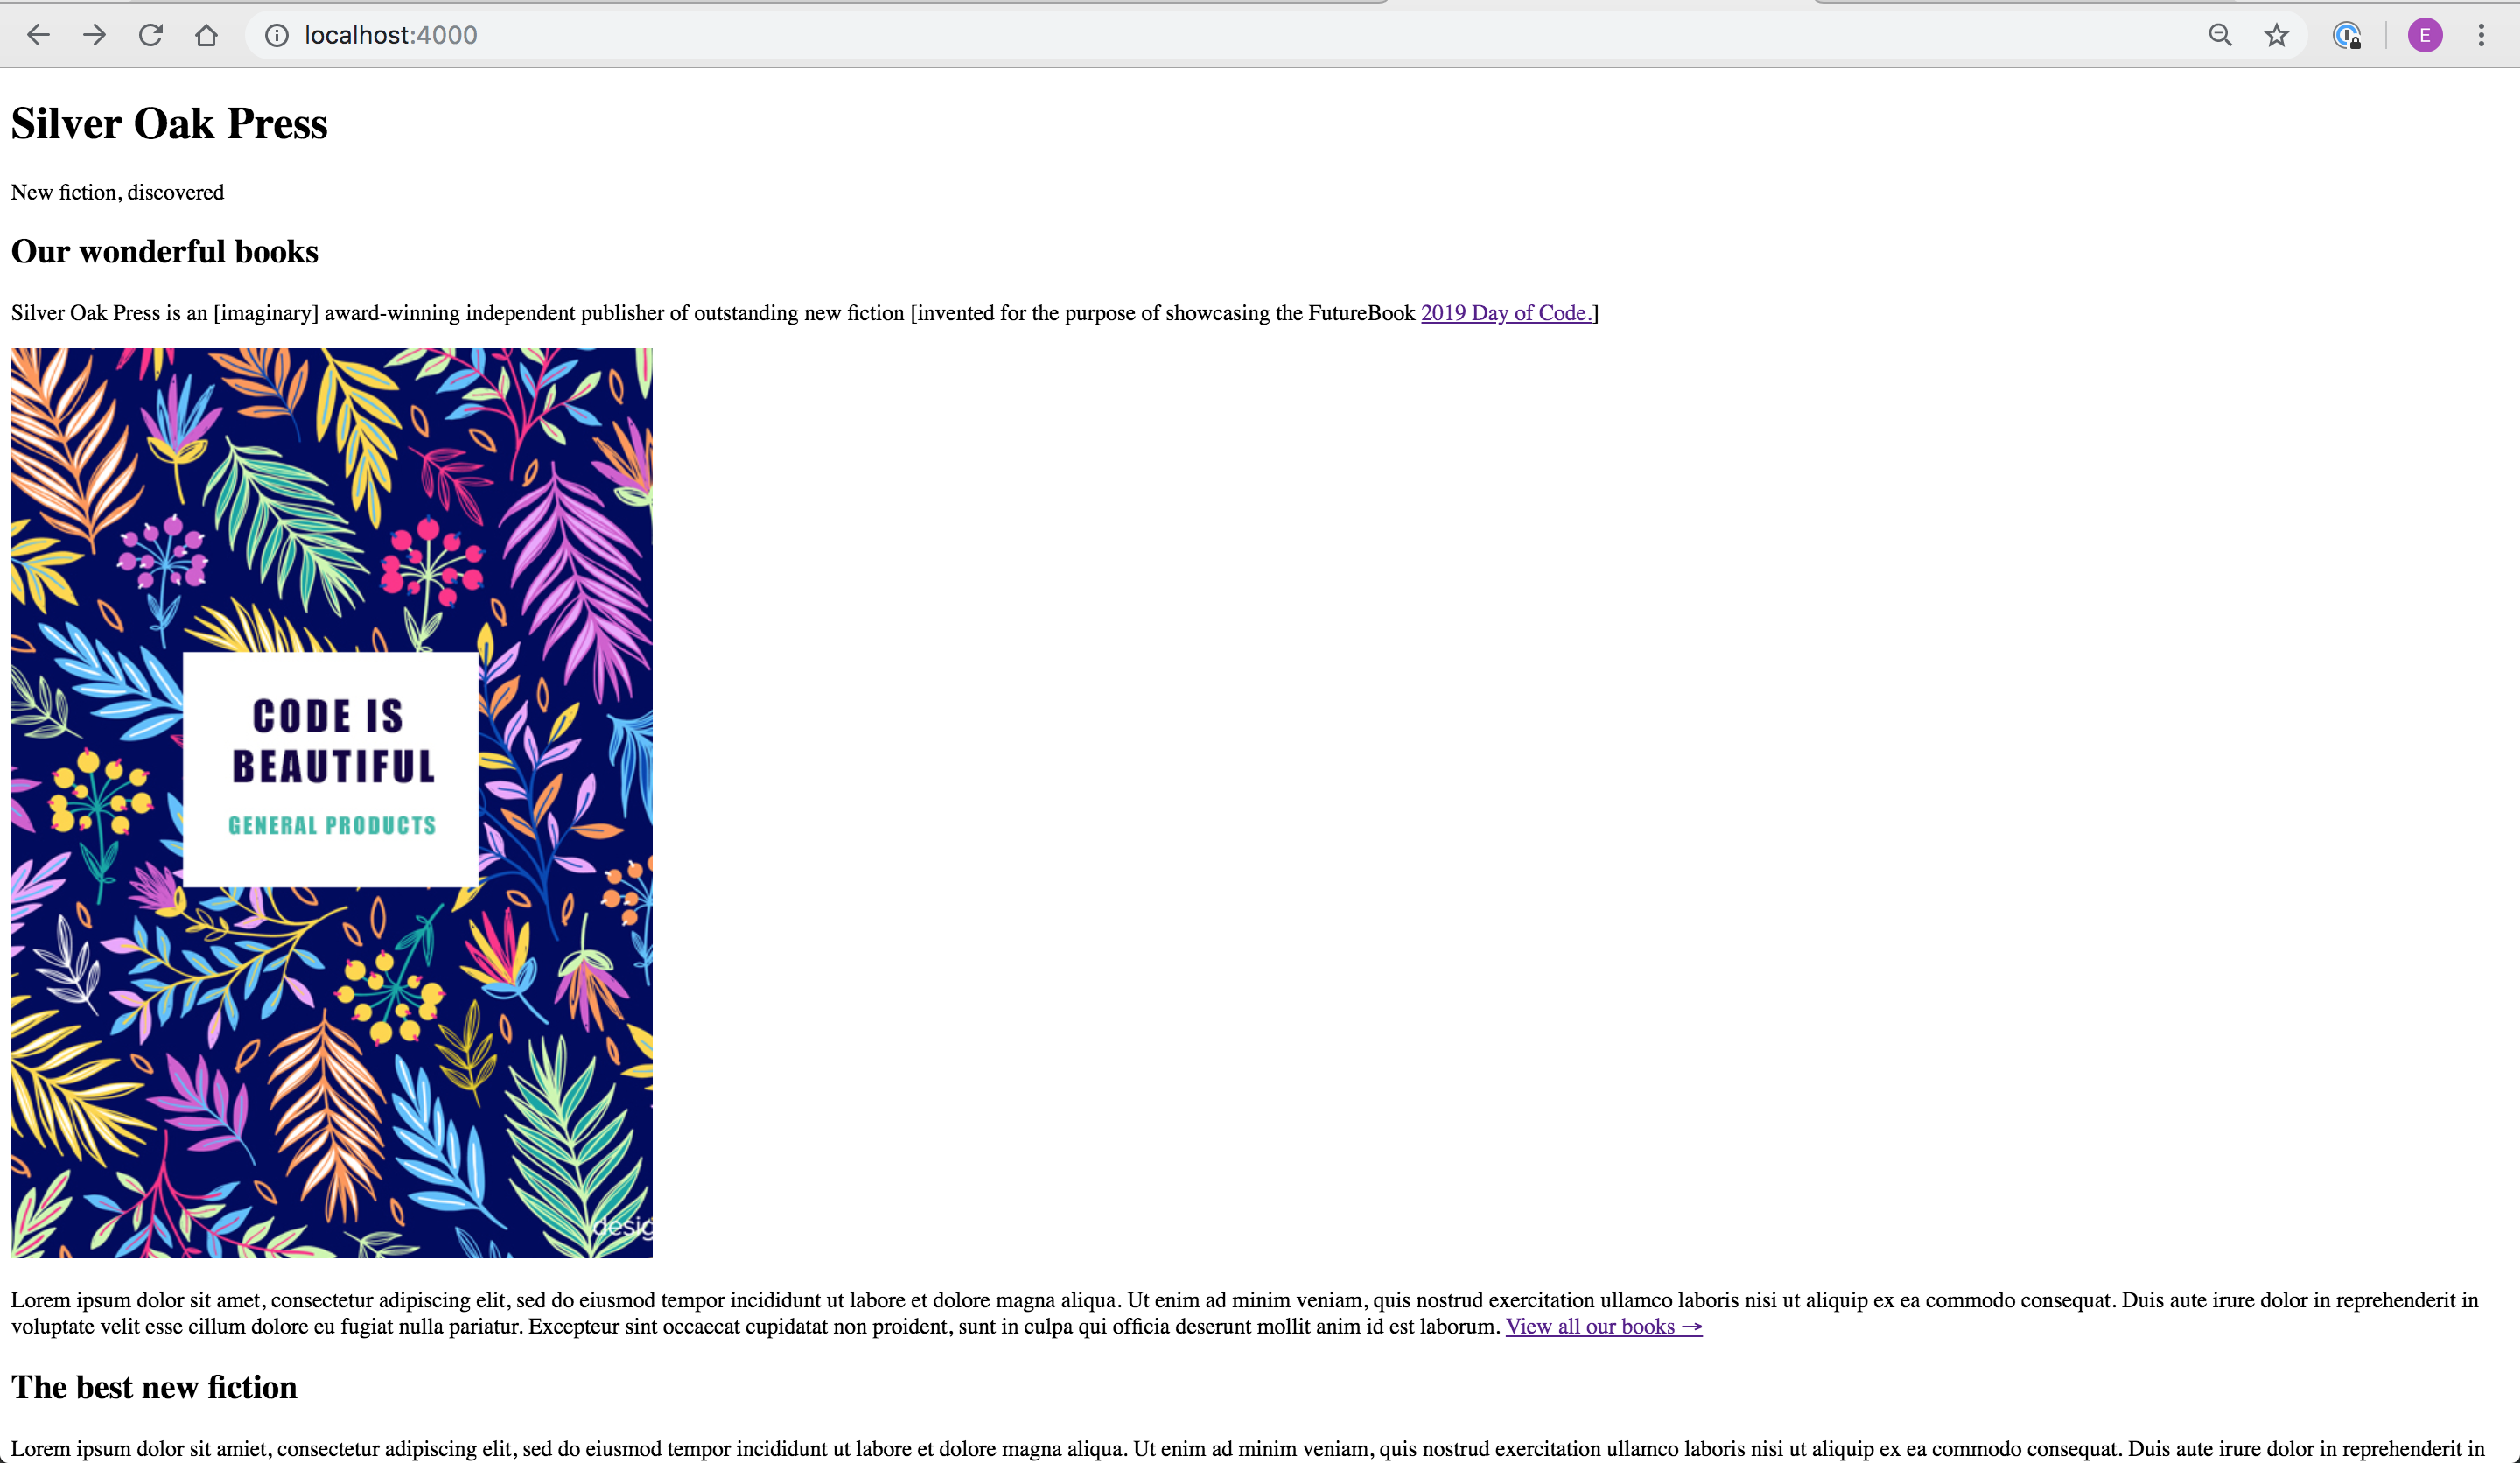 localhost:4000
E
Silver Oak Press
New fiction, discovered
Our wonderful books
Silver Oak Press is an [imaginary] award-winning independent publisher of outstanding new fiction [invented for the purpose of showcasing the FutureBook 2019 Day of Code.]
CODE IS
BEAUTIFUL
GENERAL PRODUCTS
desig
Lorem ipsum dolor sit amet, consectetur adipiscing elit, sed do eiusmod tempor incididunt ut labore et dolore magna aliqua. Ut enim ad minim veniam, quis nostrud exercitation ullamco laboris nisi ut aliquip ex ea commodo consequat. Duis aute irure dolor in reprehenderit in
voluptate velit esse cillum dolore eu fugiat nulla pariatur. Excepteur sint occaecat cupidatat non proident, sunt in culpa qui officia deserunt mollit anim id est laborum. View all our books →
The best new fiction
Lorem ipsum dolor sit amiet, consectetur adipiscing elit, sed do eiusmod tempor incididunt ut labore et dolore magna aliqua. Ut enim ad minim veniam, quis nostrud exercitation ullamco laboris nisi ut aliquip ex ea commodo consequat. Duis aute irure dolor in reprehenderit in